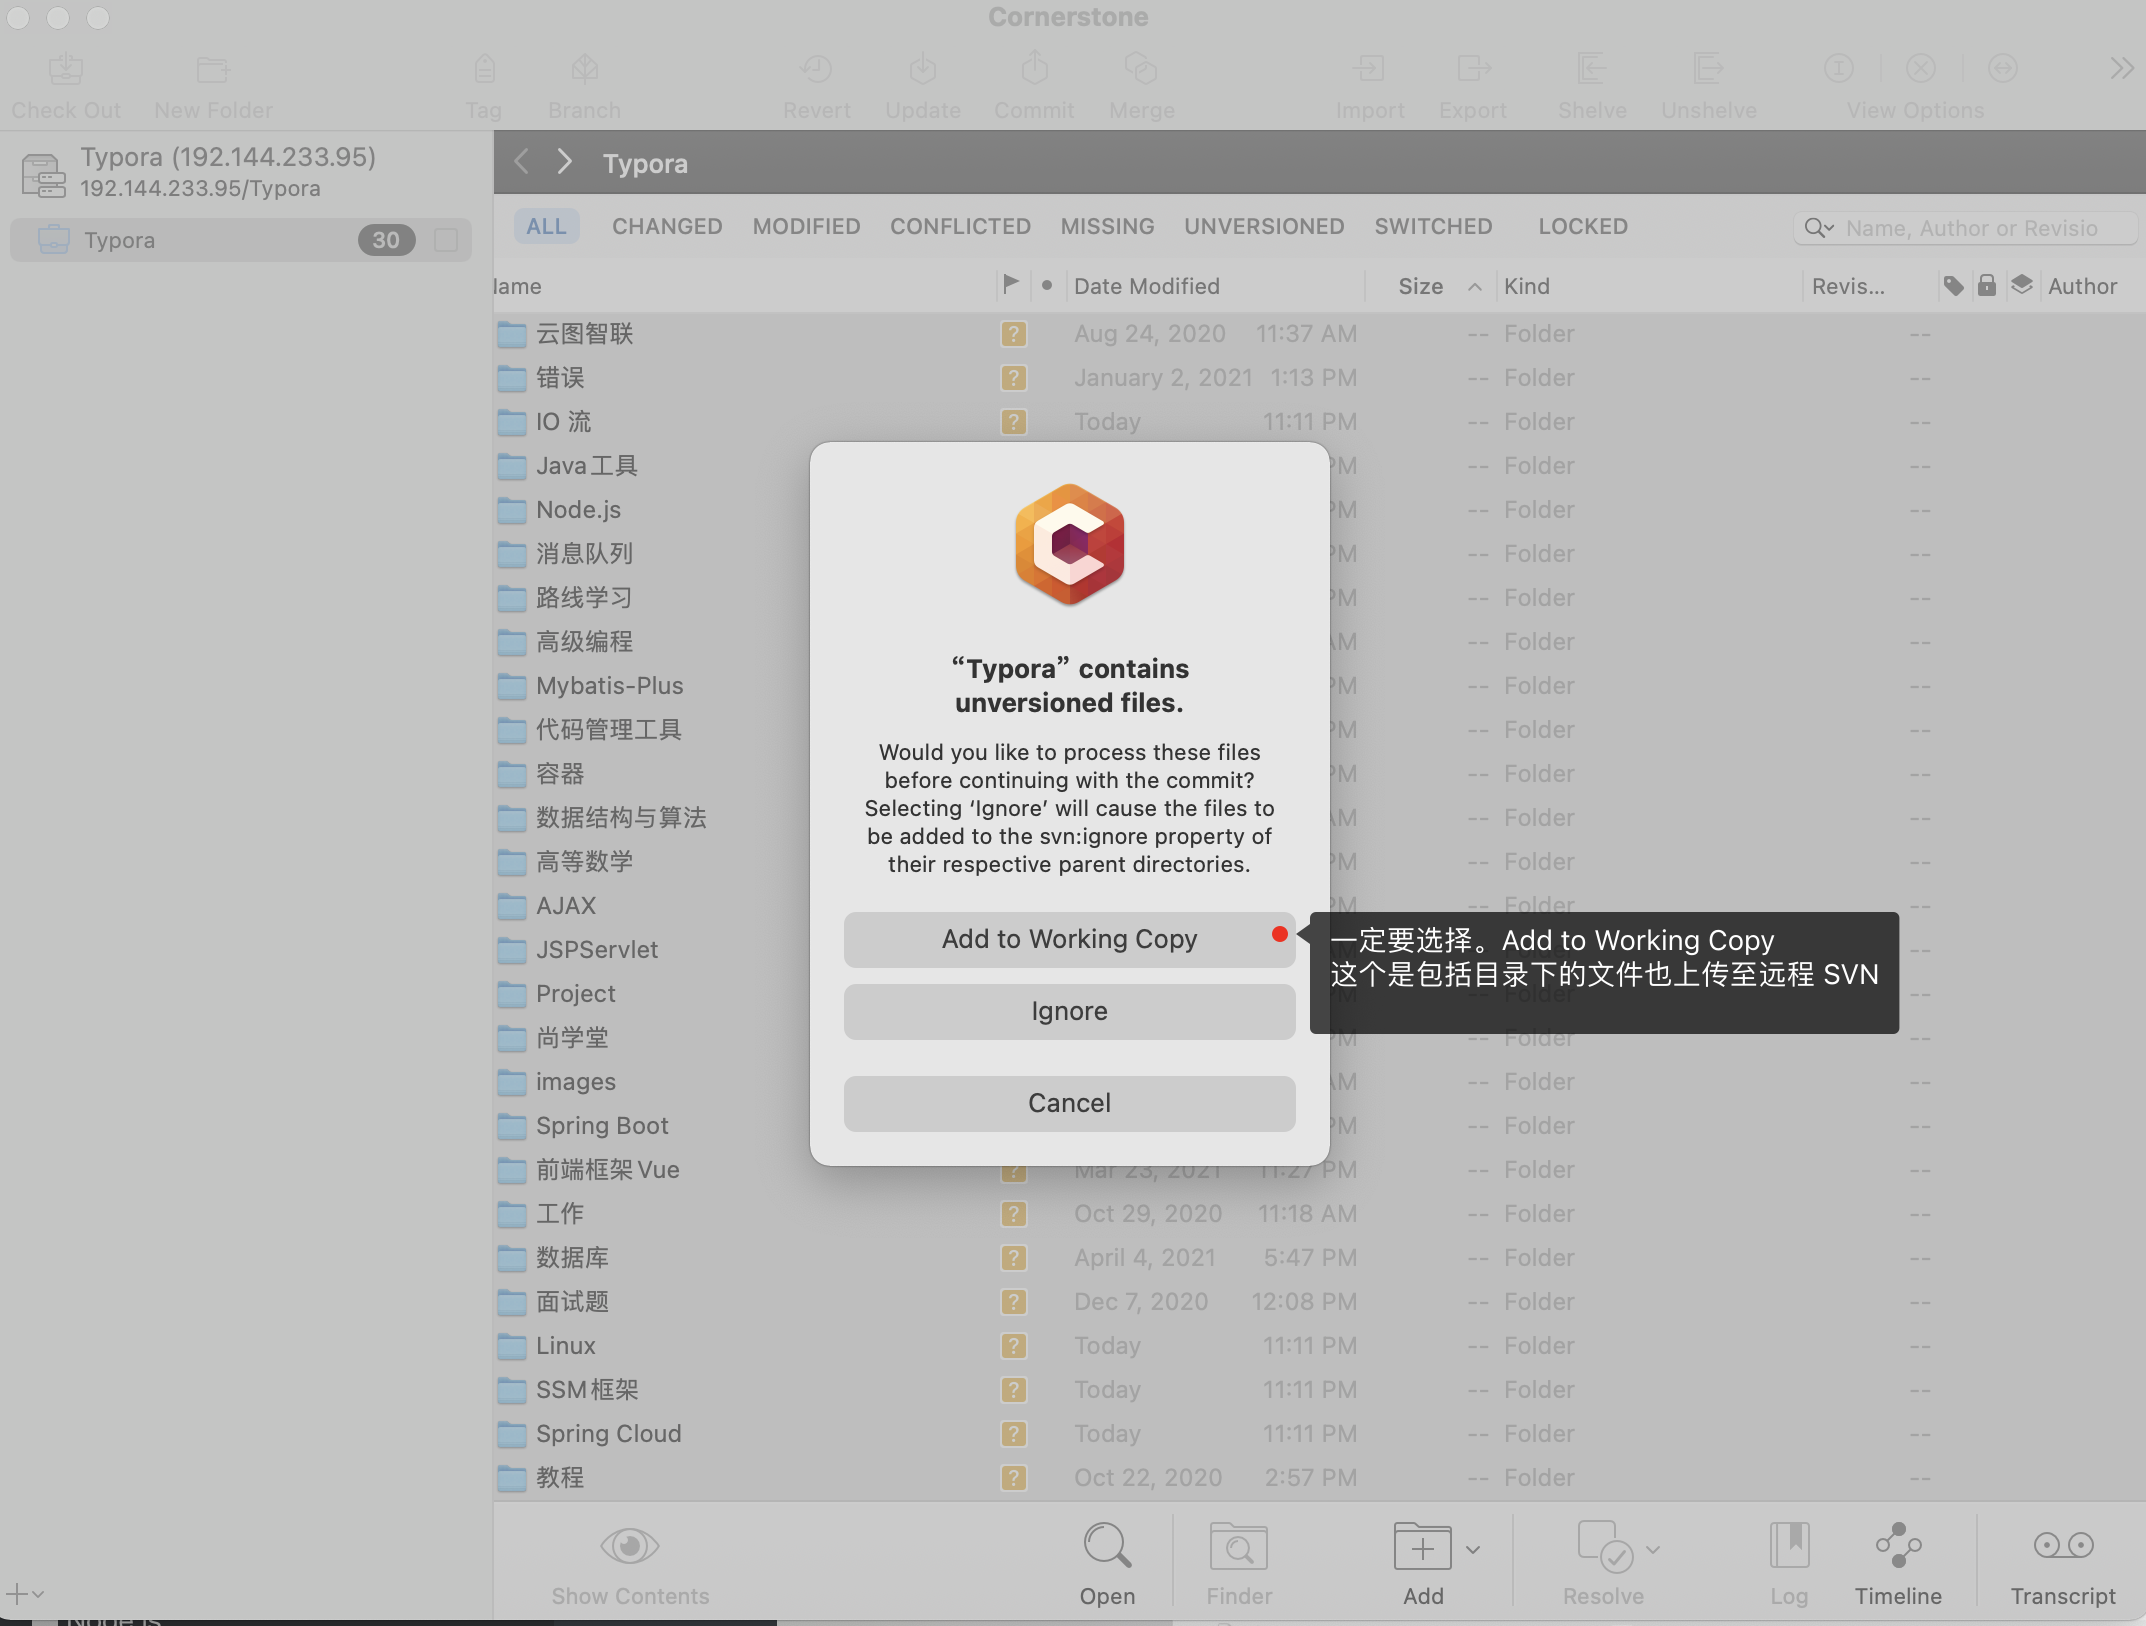 Cornerstone
Check Out
New Folder
Tag
Branch
Revert
Update
Commit
Merge
Import
Export
Shelve
Unshelve
View Options
Typora (192.144.233.95)
192.144.233.95/Typora
Typora 30
Typora
ALL CHANGED MODIFIED CONFLICTED MISSING UNVERSIONED SWITCHED LOCKED
Name, Author or Revisio
Date Modified Size Kind Revis... Author
云图智联 ? Aug 24, 2020 11:37 AM -- Folder --
错误 ? January 2, 2021 1:13 PM -- Folder --
IO 流 ? Today 11:11 PM -- Folder --
Java工具 PM -- Folder --
Node.js PM -- Folder --
消息队列 PM -- Folder --
路线学习 PM -- Folder --
高级编程 AM -- Folder --
Mybatis-Plus PM -- Folder --
代码管理工具 PM -- Folder --
容器 PM -- Folder --
数据结构与算法 AM -- Folder --
高等数学 PM -- Folder --
AJAX PM -- Folder --
JSPServlet --
Project --
尚学堂 PM -- Folder --
images AM -- Folder --
Spring Boot PM -- Folder --
前端框架Vue ? Mar 23, 2021 11:27 PM -- Folder --
工作 ? Oct 29, 2020 11:18 AM -- Folder --
数据库 ? April 4, 2021 5:47 PM -- Folder --
面试题 ? Dec 7, 2020 12:08 PM -- Folder --
Linux ? Today 11:11 PM -- Folder --
SSM框架 ? Today 11:11 PM -- Folder --
Spring Cloud ? Today 11:11 PM -- Folder --
教程 ? Oct 22, 2020 2:57 PM -- Folder --
“Typora” contains
unversioned files.
Would you like to process these files
before continuing with the commit?
Selecting ‘Ignore’ will cause the files to
be added to the svn:ignore property of
their respective parent directories.
Add to Working Copy
Ignore
Cancel
一定要选择。Add to Working Copy
这个是包括目录下的文件也上传至远程 SVN
Show Contents
Open
Finder
Add
Resolve
Log
Timeline
Transcript